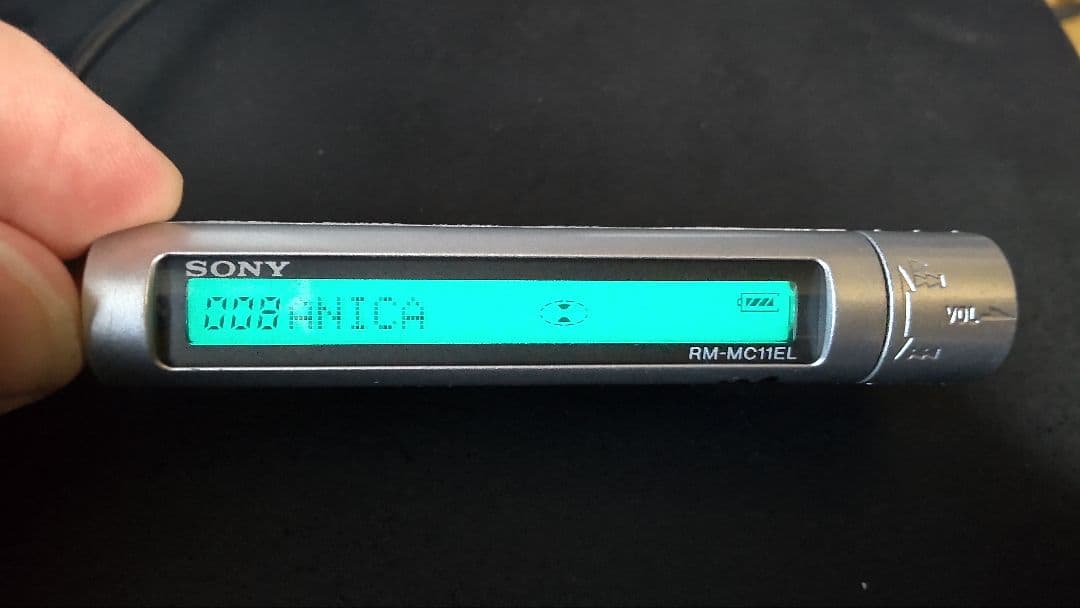 SONY
008 ANICA
RM-MC11EL
VOL